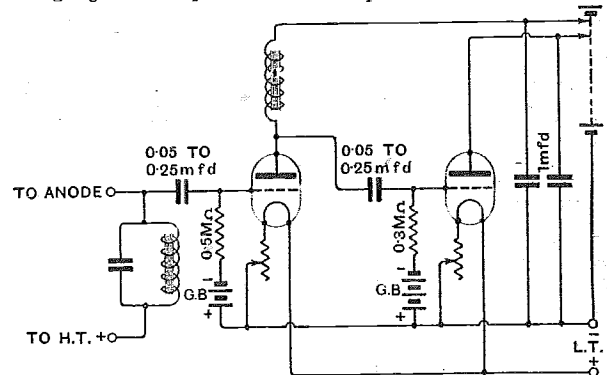 0·05 TO
0·25mfd
0·05 TO
0·25mfd
1mfd
TO ANODE
0·5MΩ
0·3MΩ
G.B
G.B
TO H.T. +
L.T.